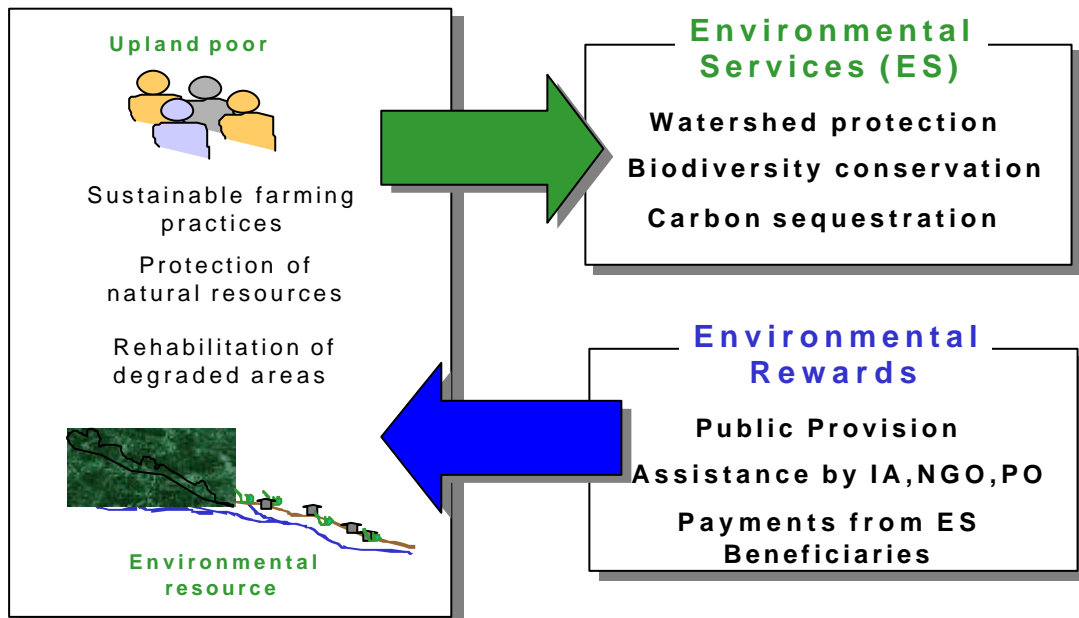 Upland poor
Sustainable farming
practices
Protection of
natural resources
Rehabilitation of
degraded areas
Environmental
resource
Environmental
Services (ES)
Watershed protection
Biodiversity conservation
Carbon sequestration
Environmental
Rewards
Public Provision
Assistance by IA,NGO,PO
Payments from ES
Beneficiaries